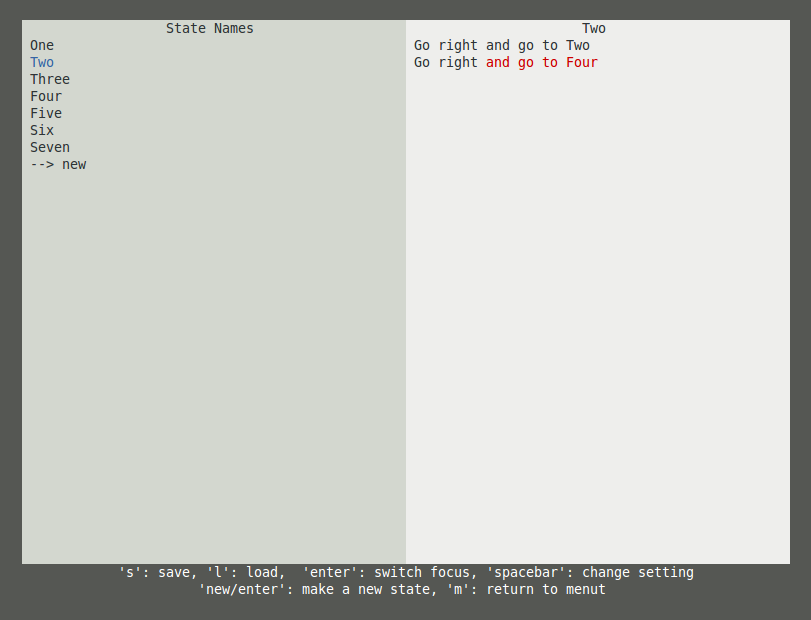 State Names
One
Two
Three
Four
Five
Six
Seven
--> new
Two
Go right and go to Two
Go right and go to Four
's': save, 'l': load,  'enter': switch focus, 'spacebar': change setting
'new/enter': make a new state, 'm': return to menut